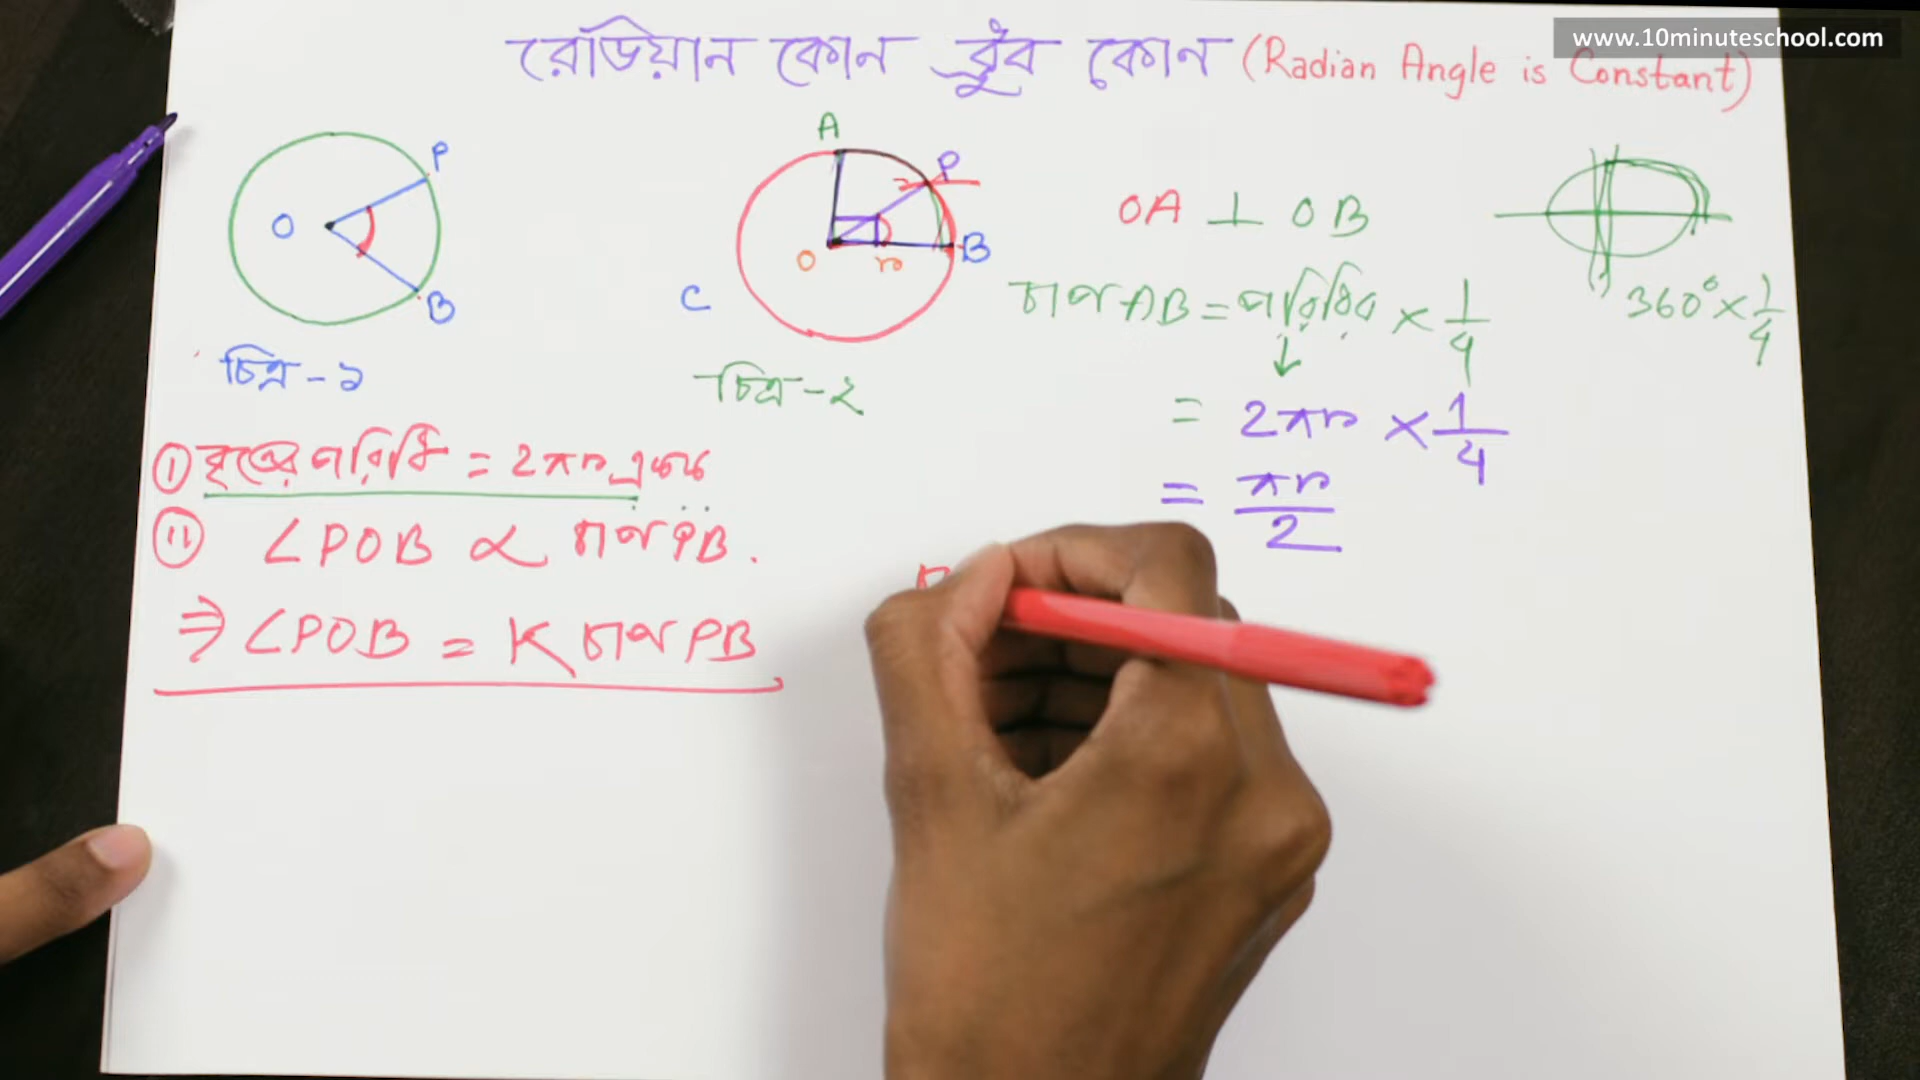 www.10minuteschool.com
রেডিয়ান কোন ধ্রুব কোন (Radian Angle is Constant)
P
O
B
চিত্র - ১
A
P
O
r
B
C
চিত্র - ২
OA ⊥ OB
চাপ AB = পরিধির × 1/4
= 2πr × 1/4
= πr/2
360° × 1/4
(i) বৃত্তের পরিধি = 2πr একক
(ii) ∠POB ∝ চাপ PB.
⇒ ∠POB = K চাপ PB